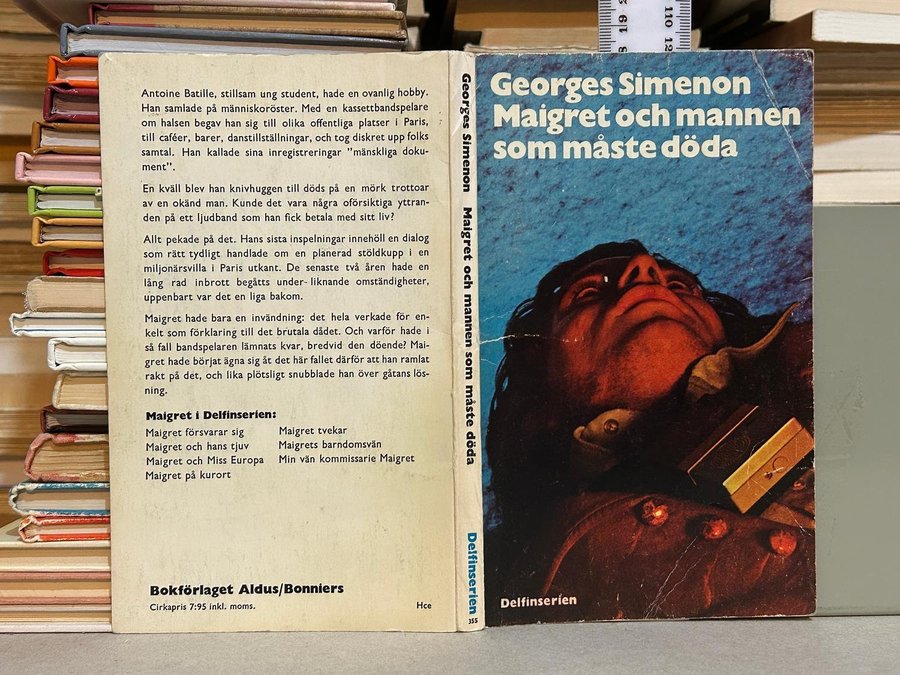 Antoine Batille, stillsam ung student, hade en ovanlig hobby.
Han samlade på människoröster. Med en kassettbandspelare
om halsen begav han sig till olika offentliga platser i Paris,
till caféer, barer, danstillställningar, och tog diskret upp folks
samtal. Han kallade sina inregistreringar ”mänskliga doku-
ment”.
En kväll blev han knivhuggen till döds på en mörk trottoar
av en okänd man. Kunde det vara några oförsiktiga yttran-
den på ett ljudband som han fick betala med sitt liv?
Allt pekade på det. Hans sista inspelningar innehöll en dialog
som rätt tydligt handlade om en planerad stöldkupp i en
miljonärsvilla i Paris utkant. De senaste två åren hade en
lång rad inbrott begåtts under-liknande omständigheter,
uppenbart var det en liga bakom.
Maigret hade bara en invändning: det hela verkade för en-
kelt som förklaring till det brutala dådet. Och varför hade i
så fall bandspelaren lämnats kvar, bredvid den döende? Mai-
gret hade börjat ägna sig åt det här fallet därför att han ramlat
rakt på det, och lika plötsligt snubblade han över gåtans lös-
ning.
Maigret i Delfinserien:
Maigret försvarar sig
Maigret och hans tjuv
Maigret och Miss Europa
Maigret på kurort
Maigret tvekar
Maigrets barndomsvän
Min vän kommissarie Maigret
Bokförlaget Aldus/Bonniers
Cirkapris 7:95 inkl. moms.
Hce
Georges Simenon Maigret och mannen som måste döda
Delfinserien
355
Georges Simenon
Maigret och mannen
som måste döda
Delfinserien
8 19
110 12